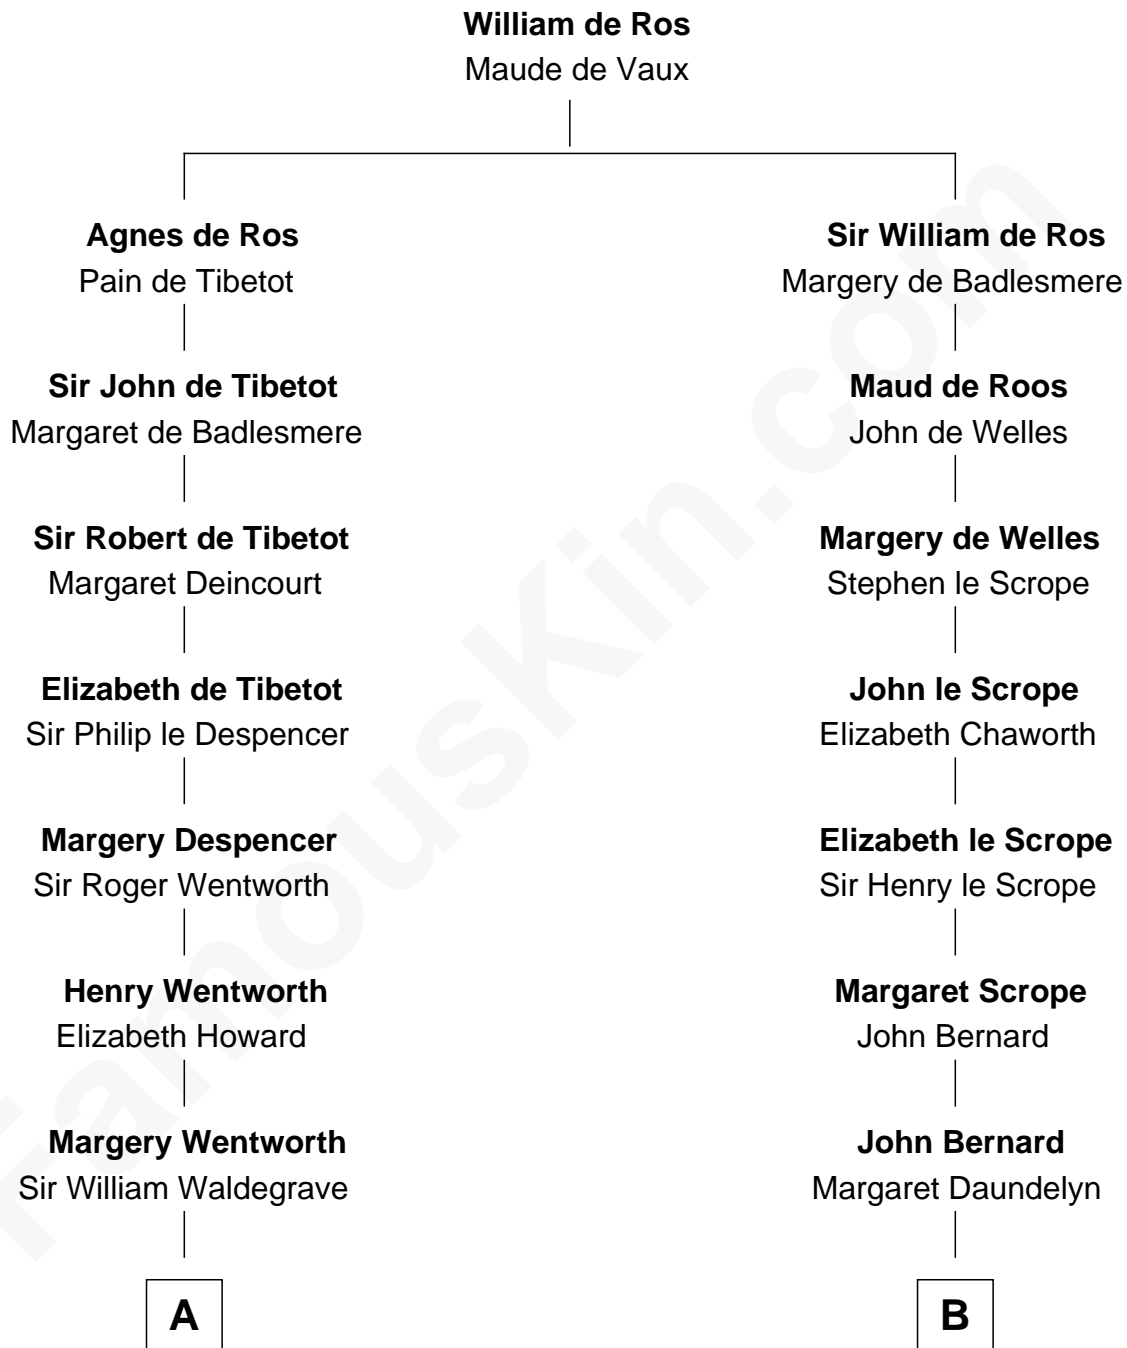 William de Ros
Maude de Vaux
Agnes de Ros
Pain de Tibetot
Sir William de Ros
Margery de Badlesmere
Sir John de Tibetot
Margaret de Badlesmere
Maud de Roos
John de Welles
Sir Robert de Tibetot
Margaret Deincourt
Margery de Welles
Stephen le Scrope
Elizabeth de Tibetot
Sir Philip le Despencer
John le Scrope
Elizabeth Chaworth
Margery Despencer
Sir Roger Wentworth
Elizabeth le Scrope
Sir Henry le Scrope
Henry Wentworth
Elizabeth Howard
Margaret Scrope
John Bernard
Margery Wentworth
Sir William Waldegrave
John Bernard
Margaret Daundelyn
A
B
FamousKin.com